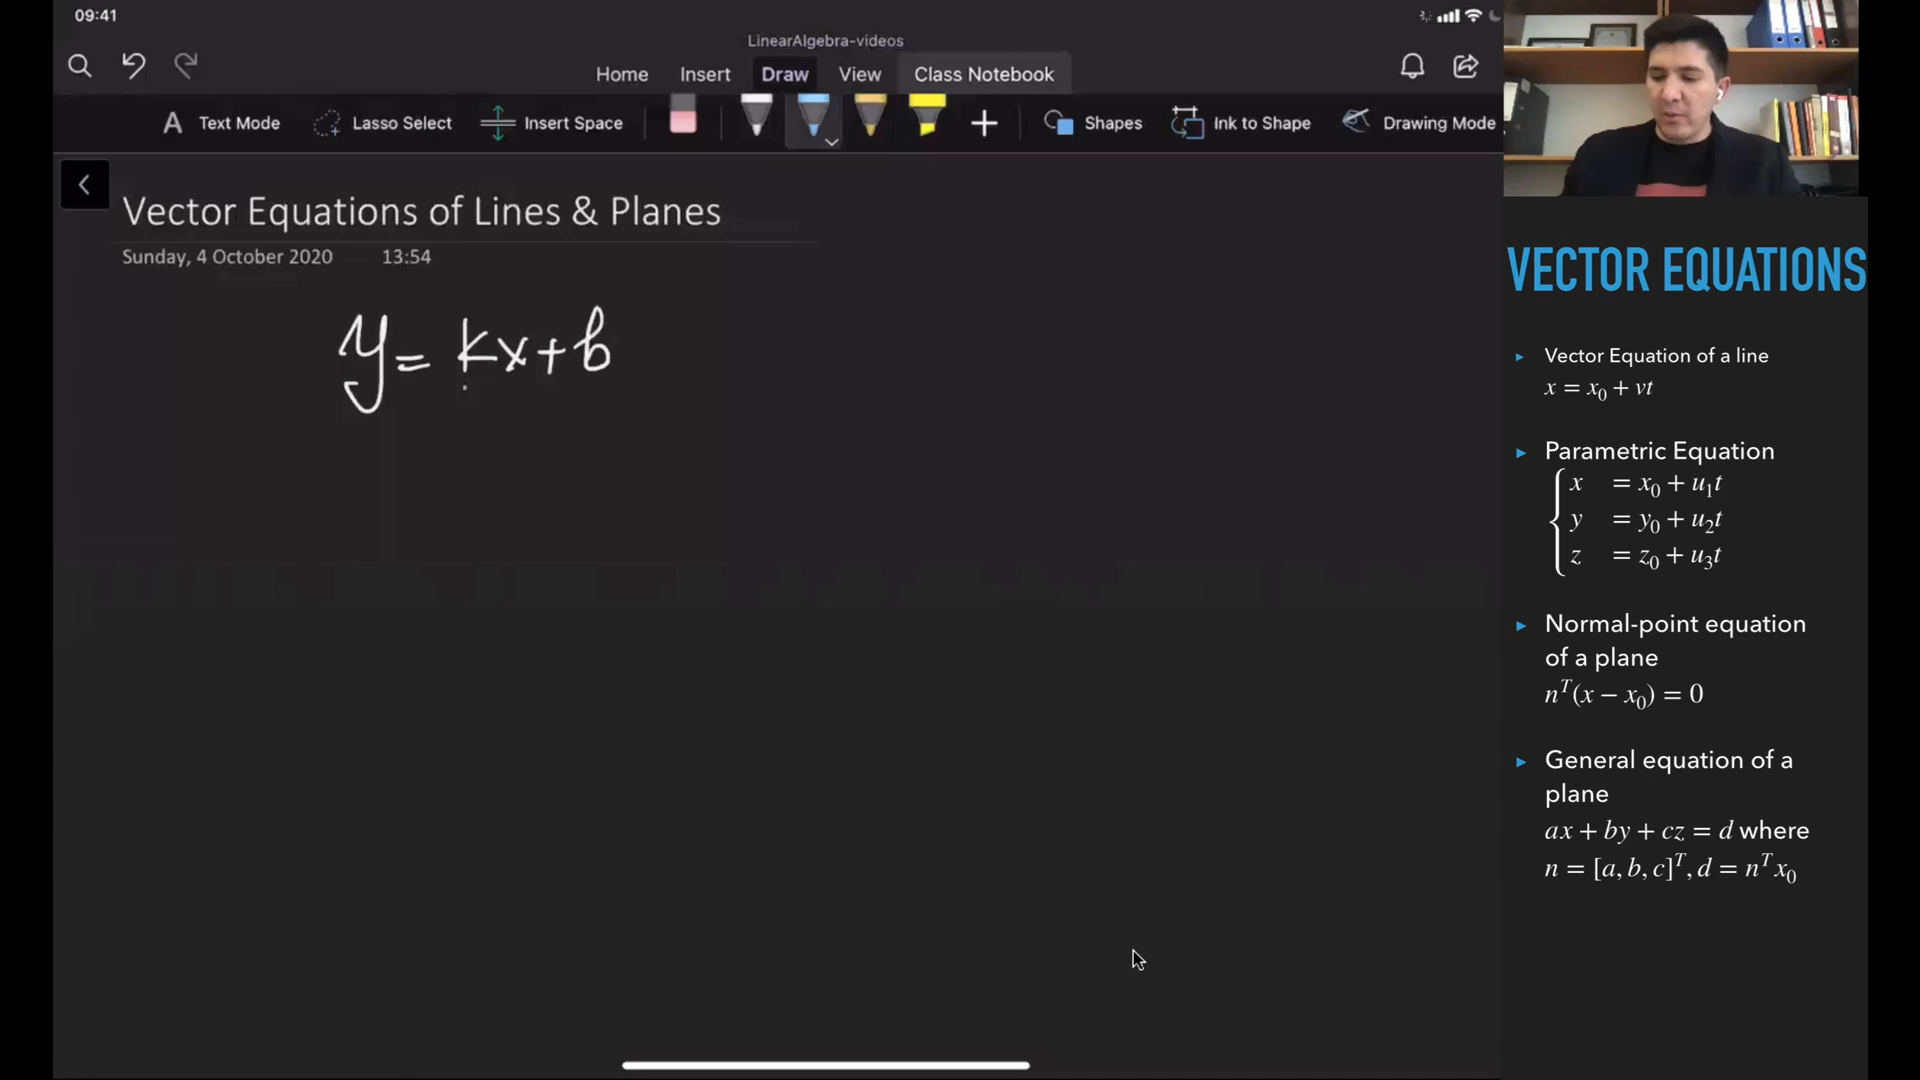 09:41
LinearAlgebra-videos
Home Insert Draw View Class Notebook
A Text Mode Lasso Select Insert Space Shapes Ink to Shape Drawing Mode
Vector Equations of Lines & Planes
Sunday, 4 October 2020 13:54
y = kx + b
VECTOR EQUATIONS
▸ Vector Equation of a line
x = x₀ + vt
▸ Parametric Equation
x = x₀ + u₁t
y = y₀ + u₂t
z = z₀ + u₃t
▸ Normal-point equation
of a plane
nᵀ(x − x₀) = 0
▸ General equation of a
plane
ax + by + cz = d where
n = [a, b, c]ᵀ, d = nᵀx₀